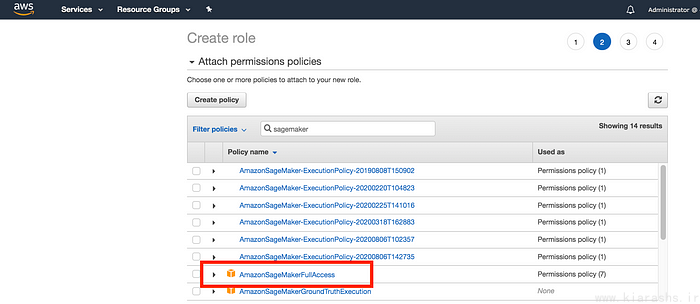 aws Services Resource Groups Administrator @
Create role
1 2 3 4
Attach permissions policies
Choose one or more policies to attach to your new role.
Create policy
Filter policies sagemaker Showing 14 results
Policy name Used as
AmazonSageMaker-ExecutionPolicy-20190808T150902 Permissions policy (1)
AmazonSageMaker-ExecutionPolicy-20200220T104823 Permissions policy (1)
AmazonSageMaker-ExecutionPolicy-20200225T141016 Permissions policy (1)
AmazonSageMaker-ExecutionPolicy-20200318T162883 Permissions policy (1)
AmazonSageMaker-ExecutionPolicy-20200806T102357 Permissions policy (1)
AmazonSageMaker-ExecutionPolicy-20200806T142735 Permissions policy (1)
AmazonSageMakerFullAccess Permissions policy (7)
AmazonSageMakerGroundTruthExecution None
www.kiarash​s.ir